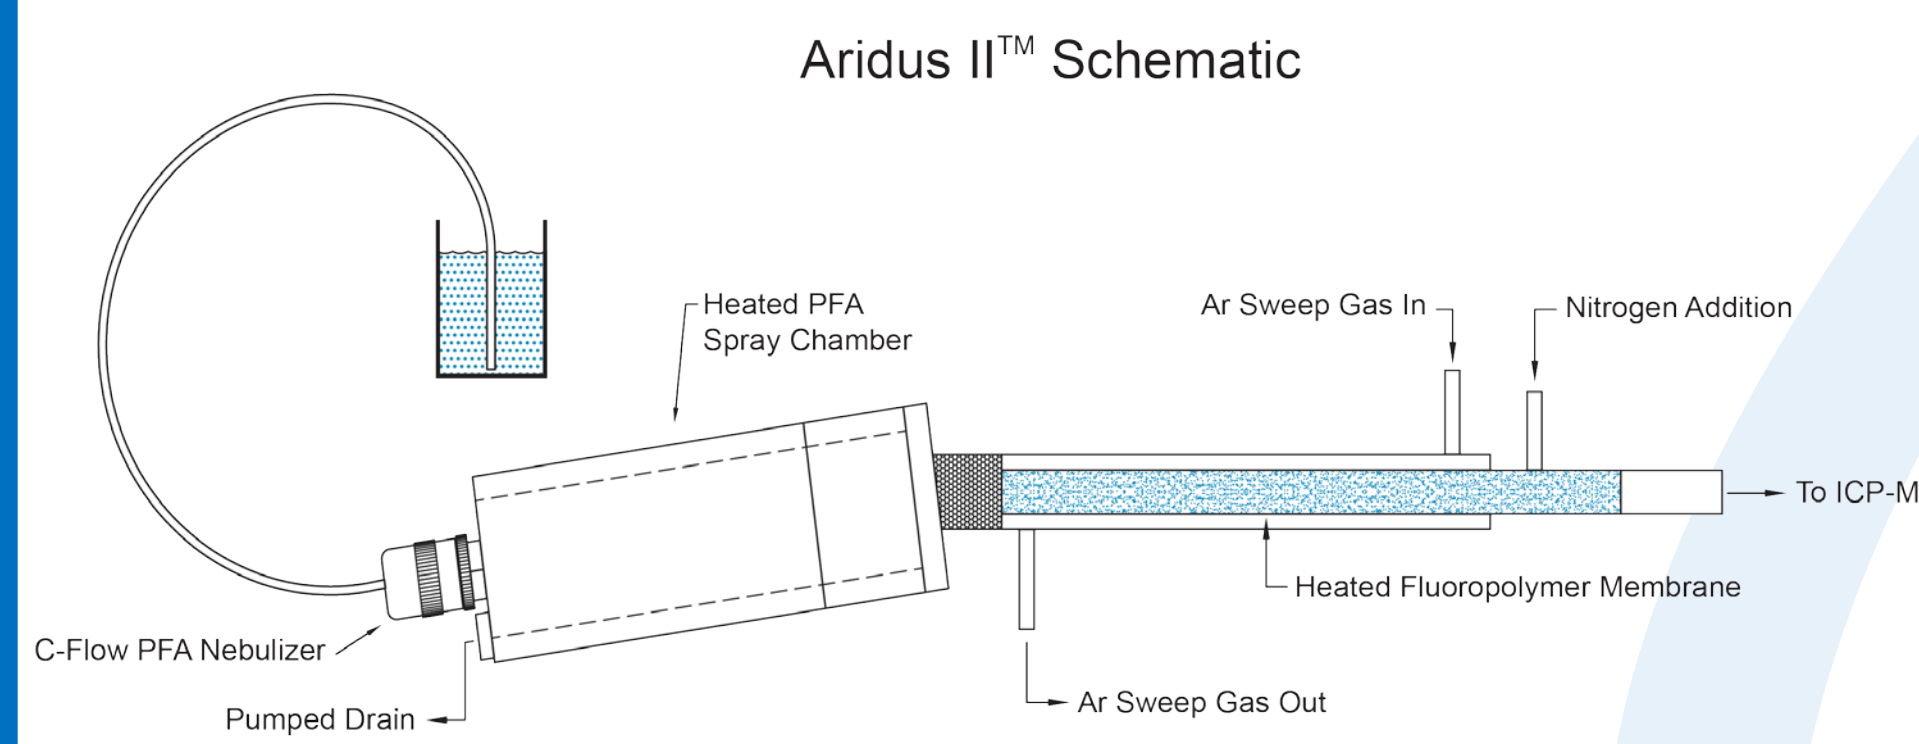 Aridus II™ Schematic
Heated PFA
Spray Chamber
Ar Sweep Gas In
Nitrogen Addition
To ICP-M
Heated Fluoropolymer Membrane
C-Flow PFA Nebulizer
Ar Sweep Gas Out
Pumped Drain